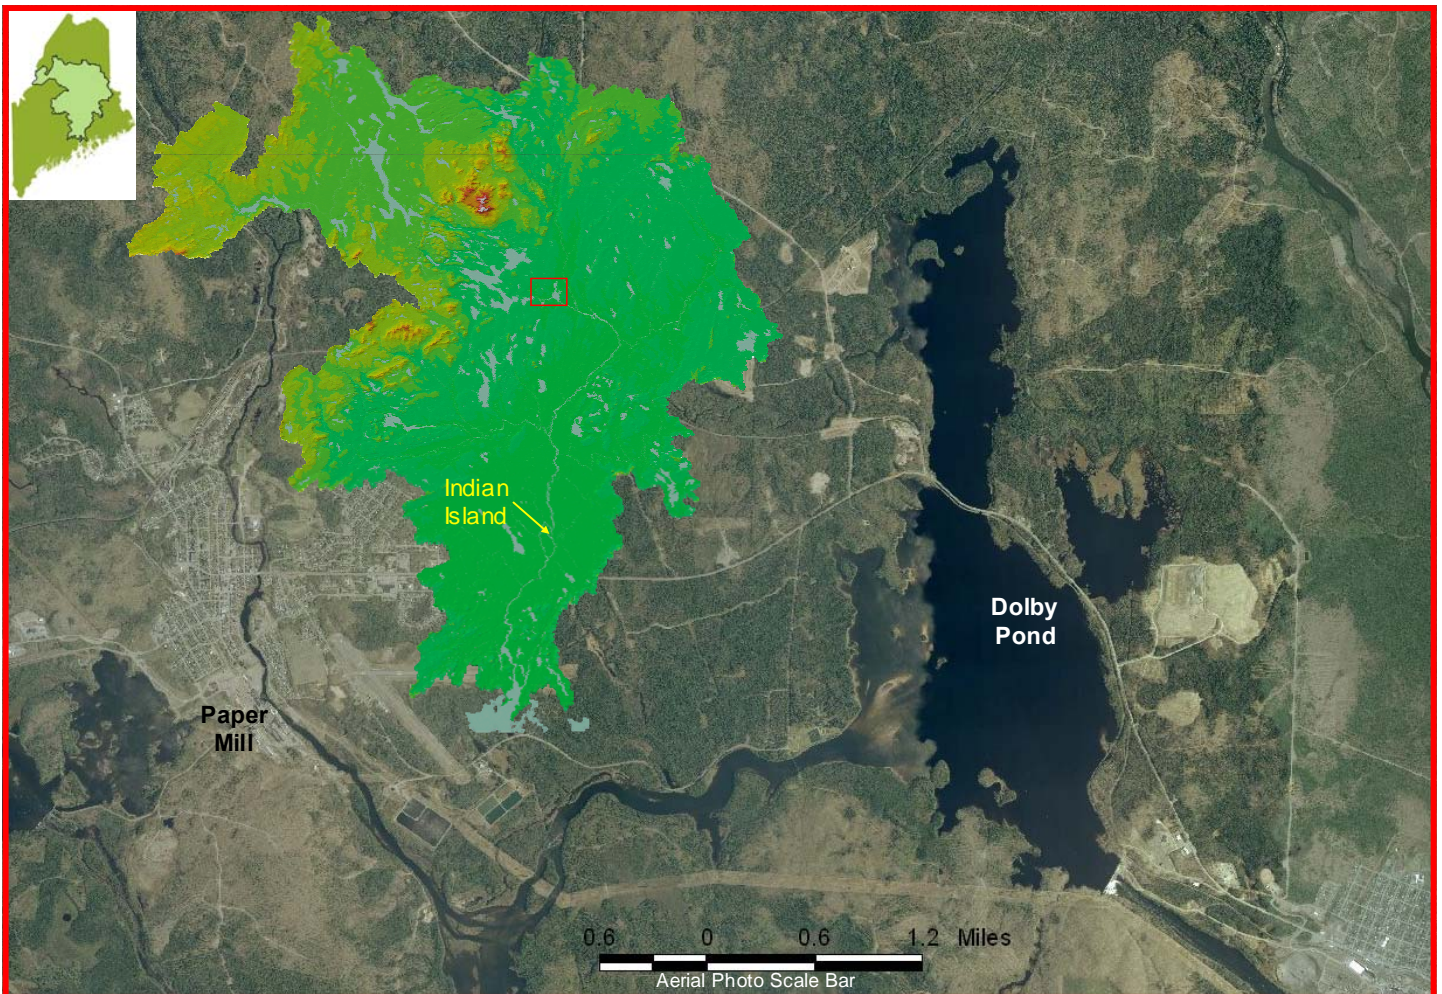 Indian
Island
Dolby
Pond
Paper
Mill
0.6 0 0.6 1.2 Miles
Aerial Photo Scale Bar